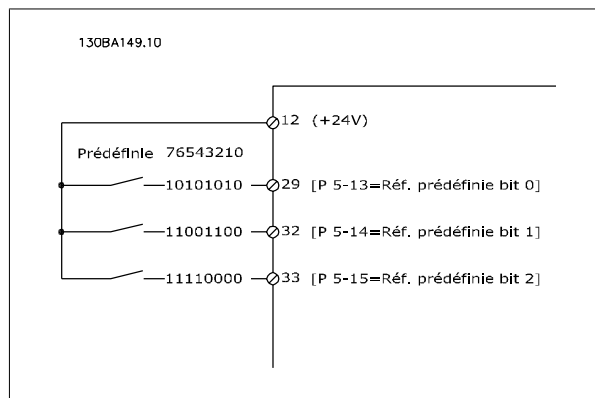 130BA149.10
12 (+24V)
Prédéfinie 76543210
10101010 29 [P 5-13=Réf. prédéfinie bit 0]
11001100 32 [P 5-14=Réf. prédéfinie bit 1]
11110000 33 [P 5-15=Réf. prédéfinie bit 2]